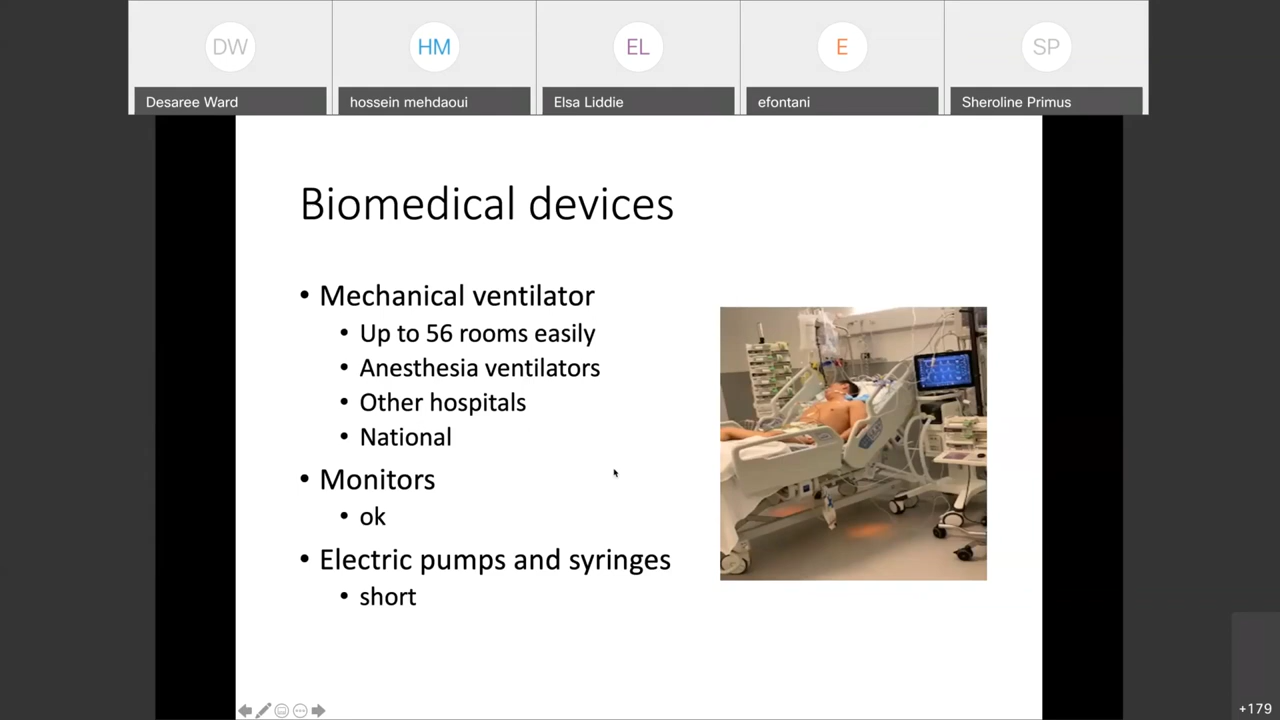 DW
HM
EL
E
SP
Desaree Ward
hossein mehdaoui
Elsa Liddie
efontani
Sheroline Primus
Biomedical devices
• Mechanical ventilator
• Up to 56 rooms easily
• Anesthesia ventilators
• Other hospitals
• National
• Monitors
• ok
• Electric pumps and syringes
• short
+179